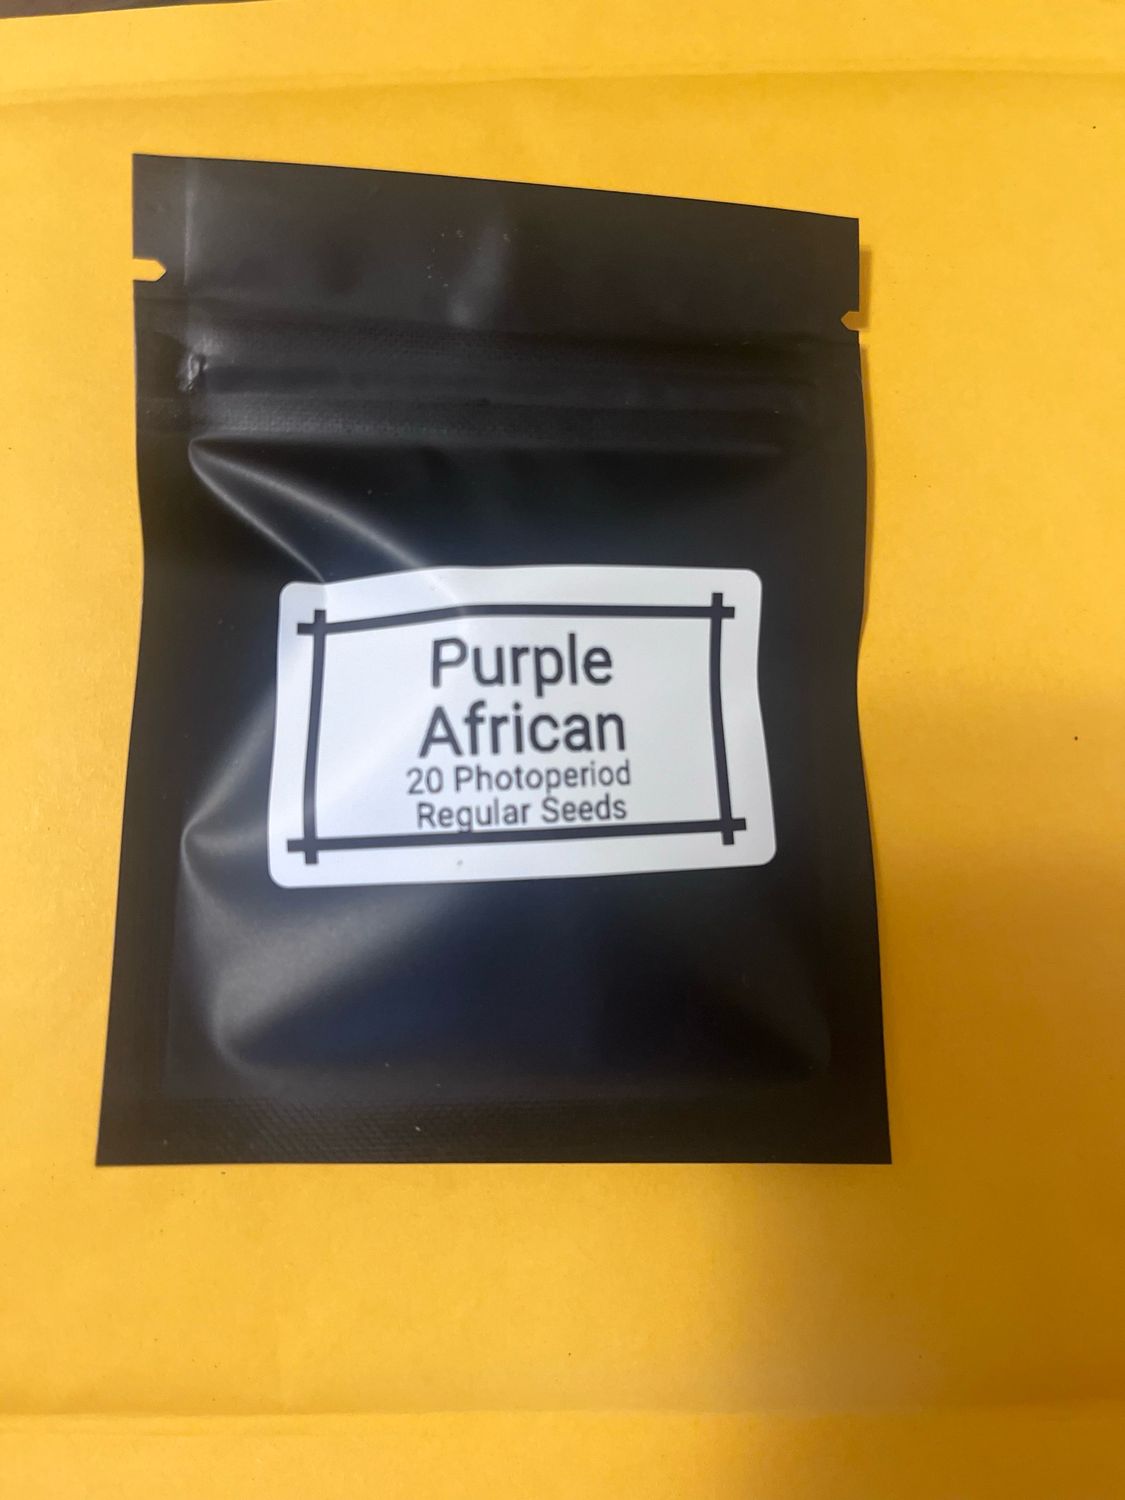 Purple
African
20 Photoperiod
Regular Seeds